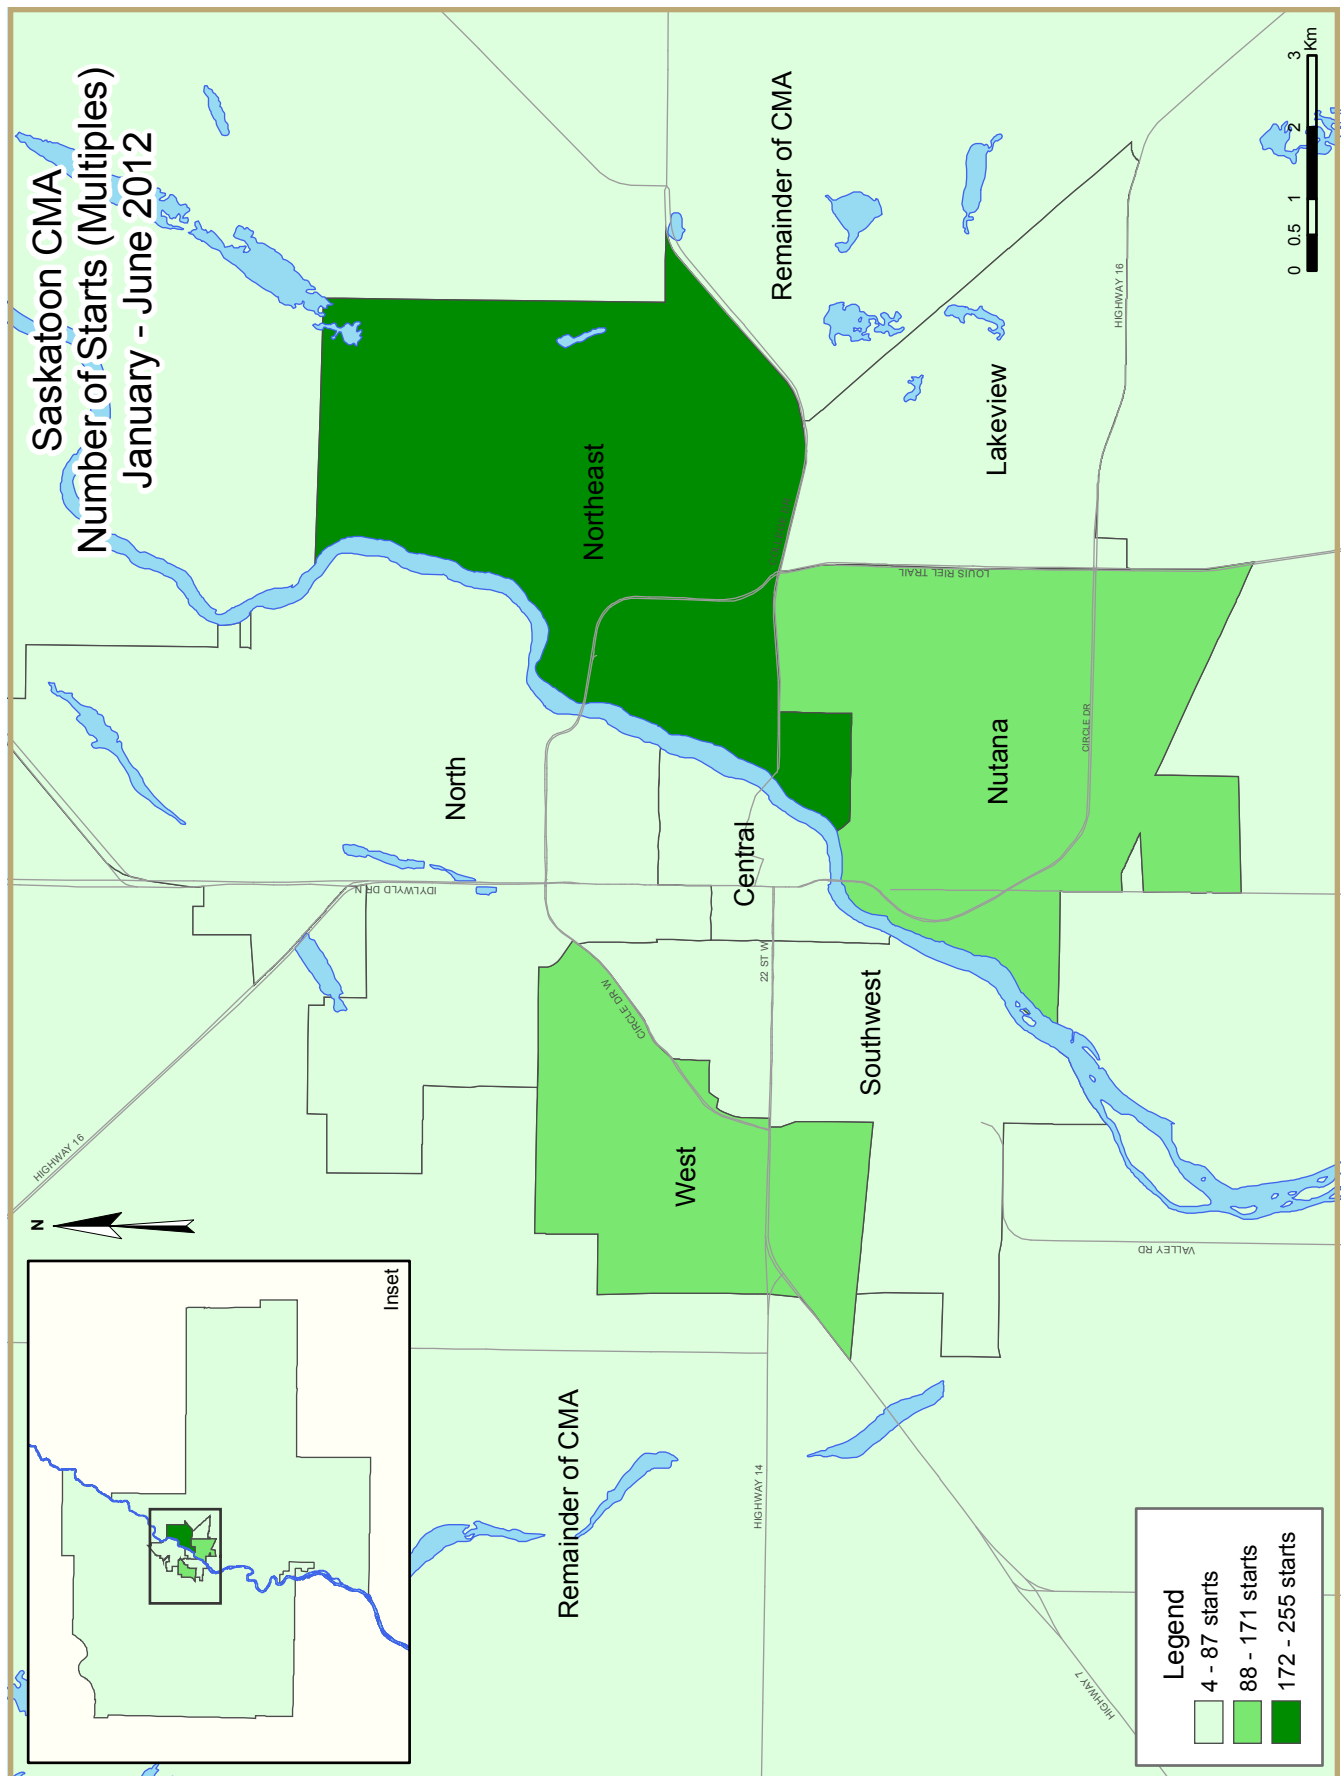 Saskatoon CMA
Number of Starts (Multiples)
January - June 2012
N
Inset
HIGHWAY 16
IDYLWYLD DR N
North
Northeast
Remainder of CMA
Central
CIRCLE DR W
22 ST W
West
Southwest
Nutana
Lakeview
LOUIS RIEL TRAIL
CIRCLE DR
HIGHWAY 16
VALLEY RD
HIGHWAY 14
HIGHWAY 7
Remainder of CMA
Legend
4 - 87 starts
88 - 171 starts
172 - 255 starts
0 0.5 1 2 3
Km